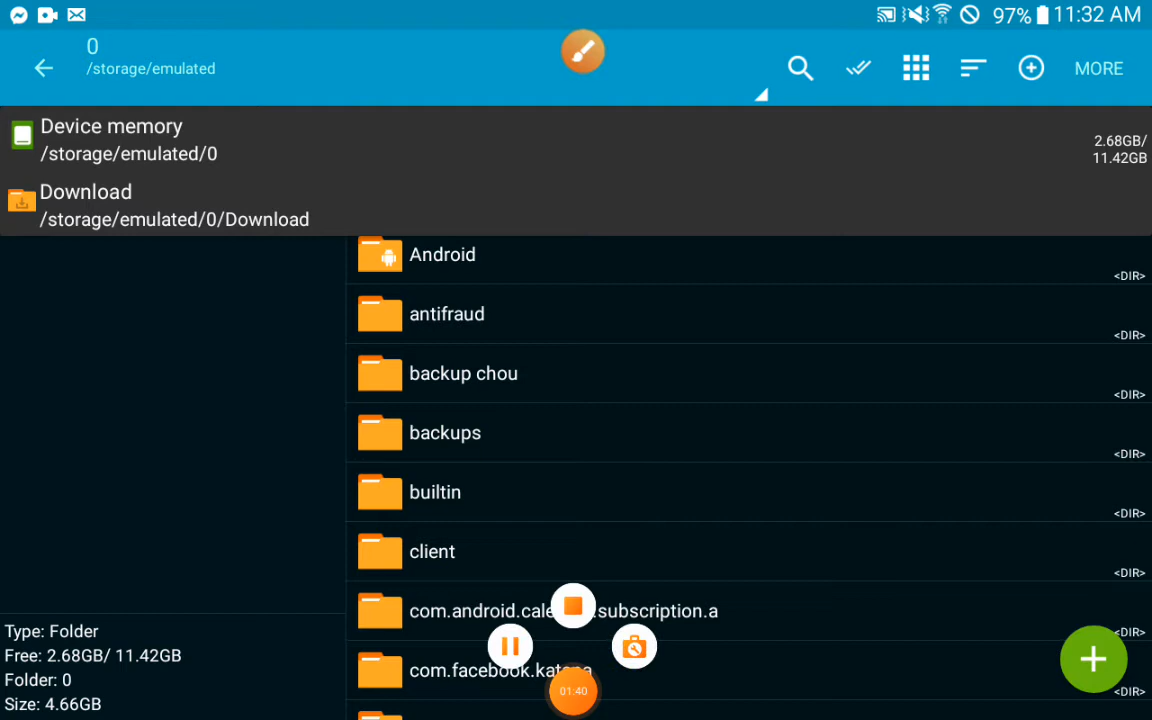 97% 11:32 AM
0
/storage/emulated
MORE
Device memory
/storage/emulated/0
2.68GB/
11.42GB
Download
/storage/emulated/0/Download
Android
<DIR>
antifraud
<DIR>
backup chou
<DIR>
backups
<DIR>
builtin
<DIR>
client
<DIR>
com.android.cale .subscription.a
<DIR>
com.facebook.katana
<DIR>
Type: Folder
Free: 2.68GB/ 11.42GB
Folder: 0
Size: 4.66GB
01:40